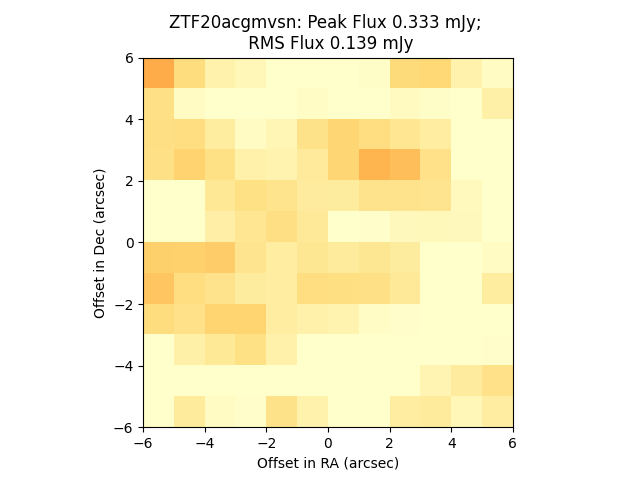 ZTF20acgmvsn: Peak Flux 0.333 mJy;
RMS Flux 0.139 mJy
6
4
2
0
−2
−4
−6
Offset in Dec (arcsec)
−6 −4 −2 0 2 4 6
Offset in RA (arcsec)